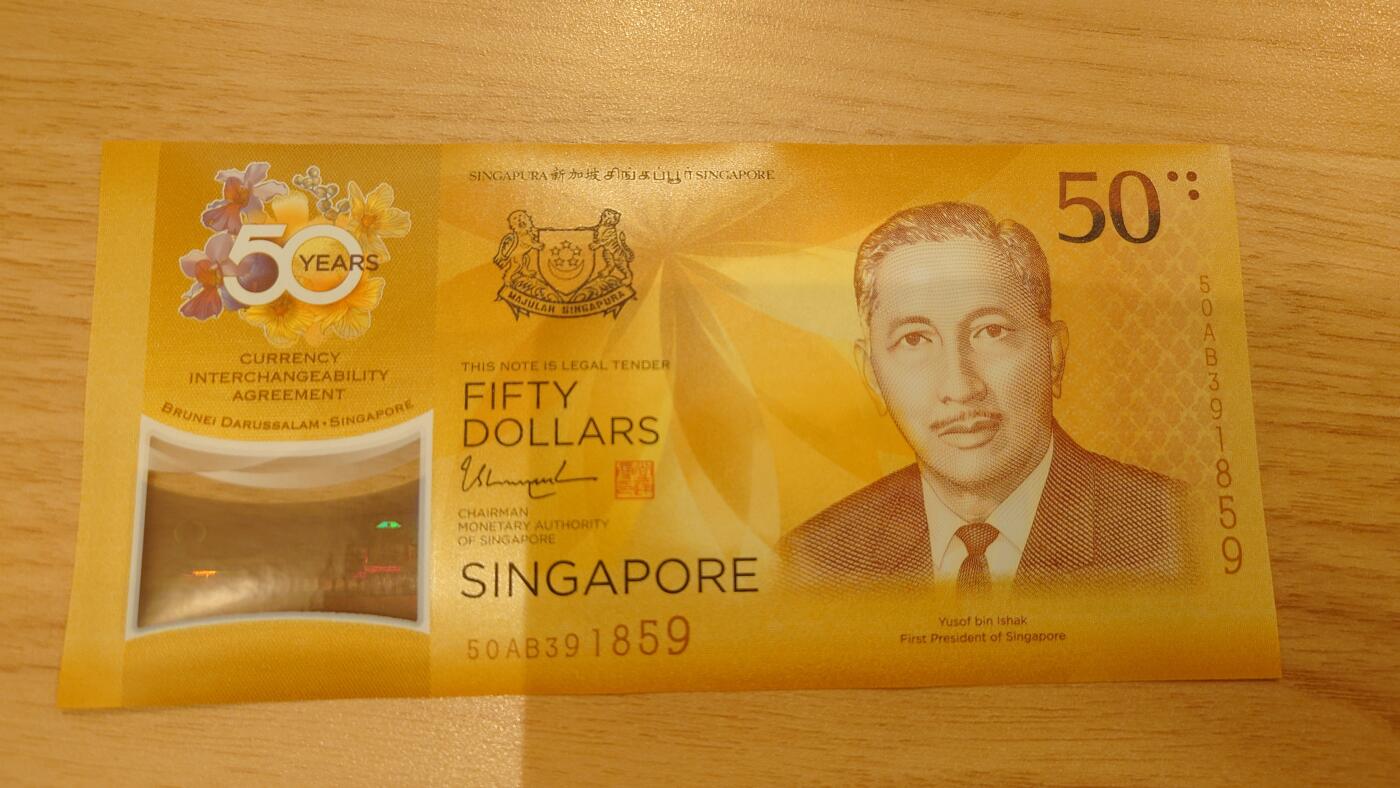 50 YEARS
CURRENCY
INTERCHANGEABILITY
AGREEMENT
BRUNEI DARUSSALAM • SINGAPORE
SINGAPURA 新加坡 சிங்கப்பூர் SINGAPORE
MAJULAH SINGAPURA
THIS NOTE IS LEGAL TENDER
FIFTY
DOLLARS
CHAIRMAN
MONETARY AUTHORITY
OF SINGAPORE
SINGAPORE
50AB391859
50
50AB391859
Yusof bin Ishak
First President of Singapore